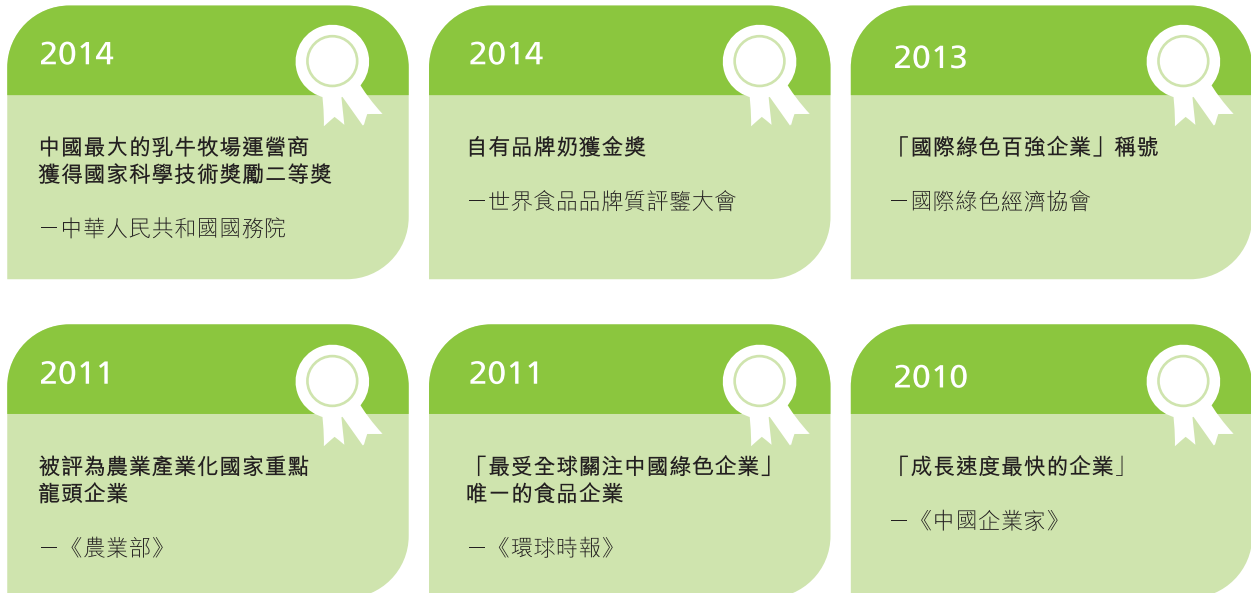 2014
中國最大的乳牛牧場運營商
獲得國家科學技術獎勵二等獎
－中華人民共和國國務院
2014
自有品牌奶獲金獎
－世界食品品牌質評鑒大會
2013
「國際綠色百強企業」稱號
－國際綠色經濟協會
2011
被評為農業產業化國家重點
龍頭企業
－《農業部》
2011
「最受全球關注中國綠色企業」
唯一的食品企業
－《環球時報》
2010
「成長速度最快的企業」
－《中國企業家》